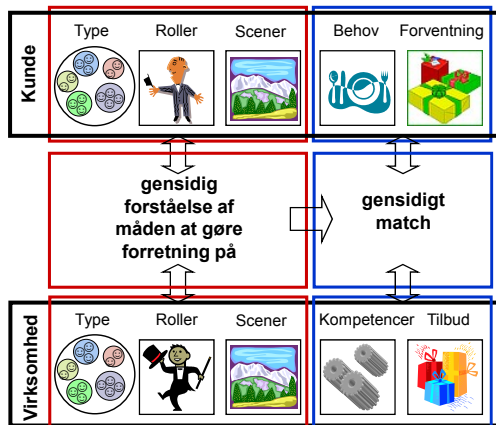 Kunde
Type
Roller
Scener
Behov
Forventning
gensidig
forståelse af
måden at gøre
forretning på
gensidigt
match
Virksomhed
Type
Roller
Scener
Kompetencer
Tilbud